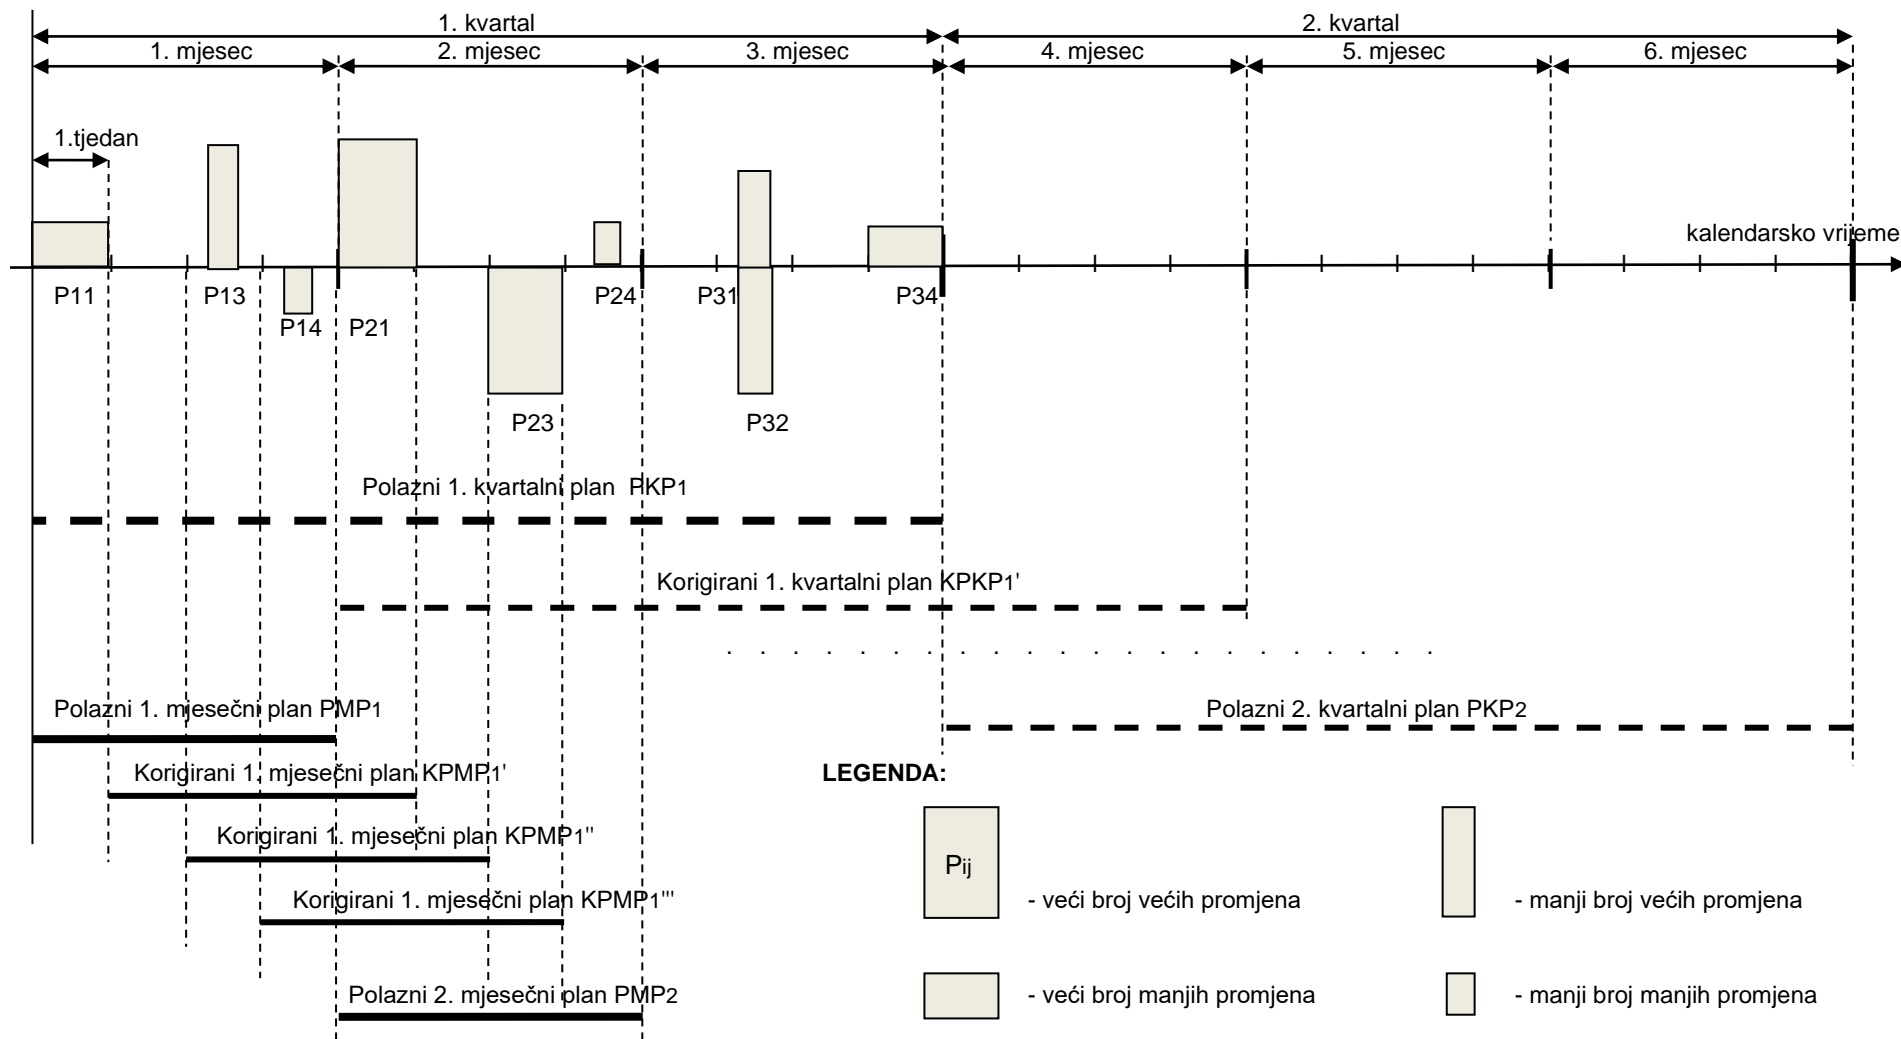 1. kvartal
2. kvartal
1. mjesec
2. mjesec
3. mjesec
4. mjesec
5. mjesec
6. mjesec
1.tjedan
kalendarsko vrijeme
P11
P13
P14
P21
P23
P24
P31
P32
P34
Polazni 1. kvartalni plan PKP1
Korigirani 1. kvartalni plan KPKP1'
. . . . . . . . . . . . . . . . . . . . . .
Polazni 1. mjesečni plan PMP1
Polazni 2. kvartalni plan PKP2
Korigirani 1. mjesečni plan KPMP1'
Korigirani 1. mjesečni plan KPMP1''
Korigirani 1. mjesečni plan KPMP1'''
Polazni 2. mjesečni plan PMP2
LEGENDA:
Pij
- veći broj većih promjena
- manji broj većih promjena
- veći broj manjih promjena
- manji broj manjih promjena